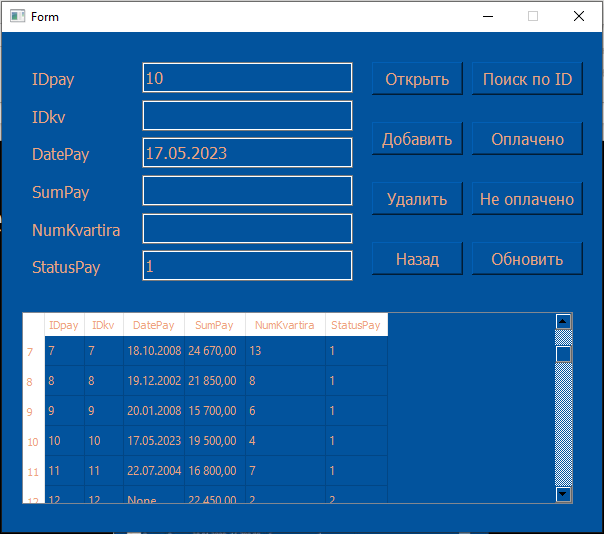 Form
IDpay 10 Открыть Поиск по ID
IDkv
DatePay 17.05.2023 Добавить Оплачено
SumPay Удалить Не оплачено
NumKvartira
StatusPay 1 Назад Обновить
IDpay IDkv DatePay SumPay NumKvartira StatusPay
7 7 7 18.10.2008 24 670,00 13 1
8 8 8 19.12.2002 21 850,00 8 1
9 9 9 20.01.2008 15 700,00 6 1
10 10 10 17.05.2023 19 500,00 4 1
11 11 11 22.07.2004 16 800,00 7 1
12 12 12 None 22 450,00 2 2